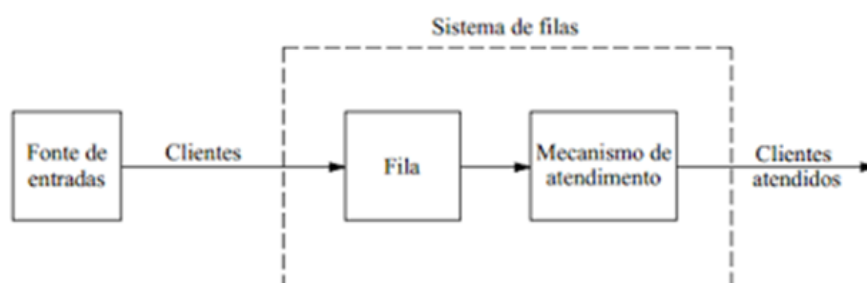 Sistema de filas
Fonte de
entradas
Clientes
Fila
Mecanismo de
atendimento
Clientes
atendidos